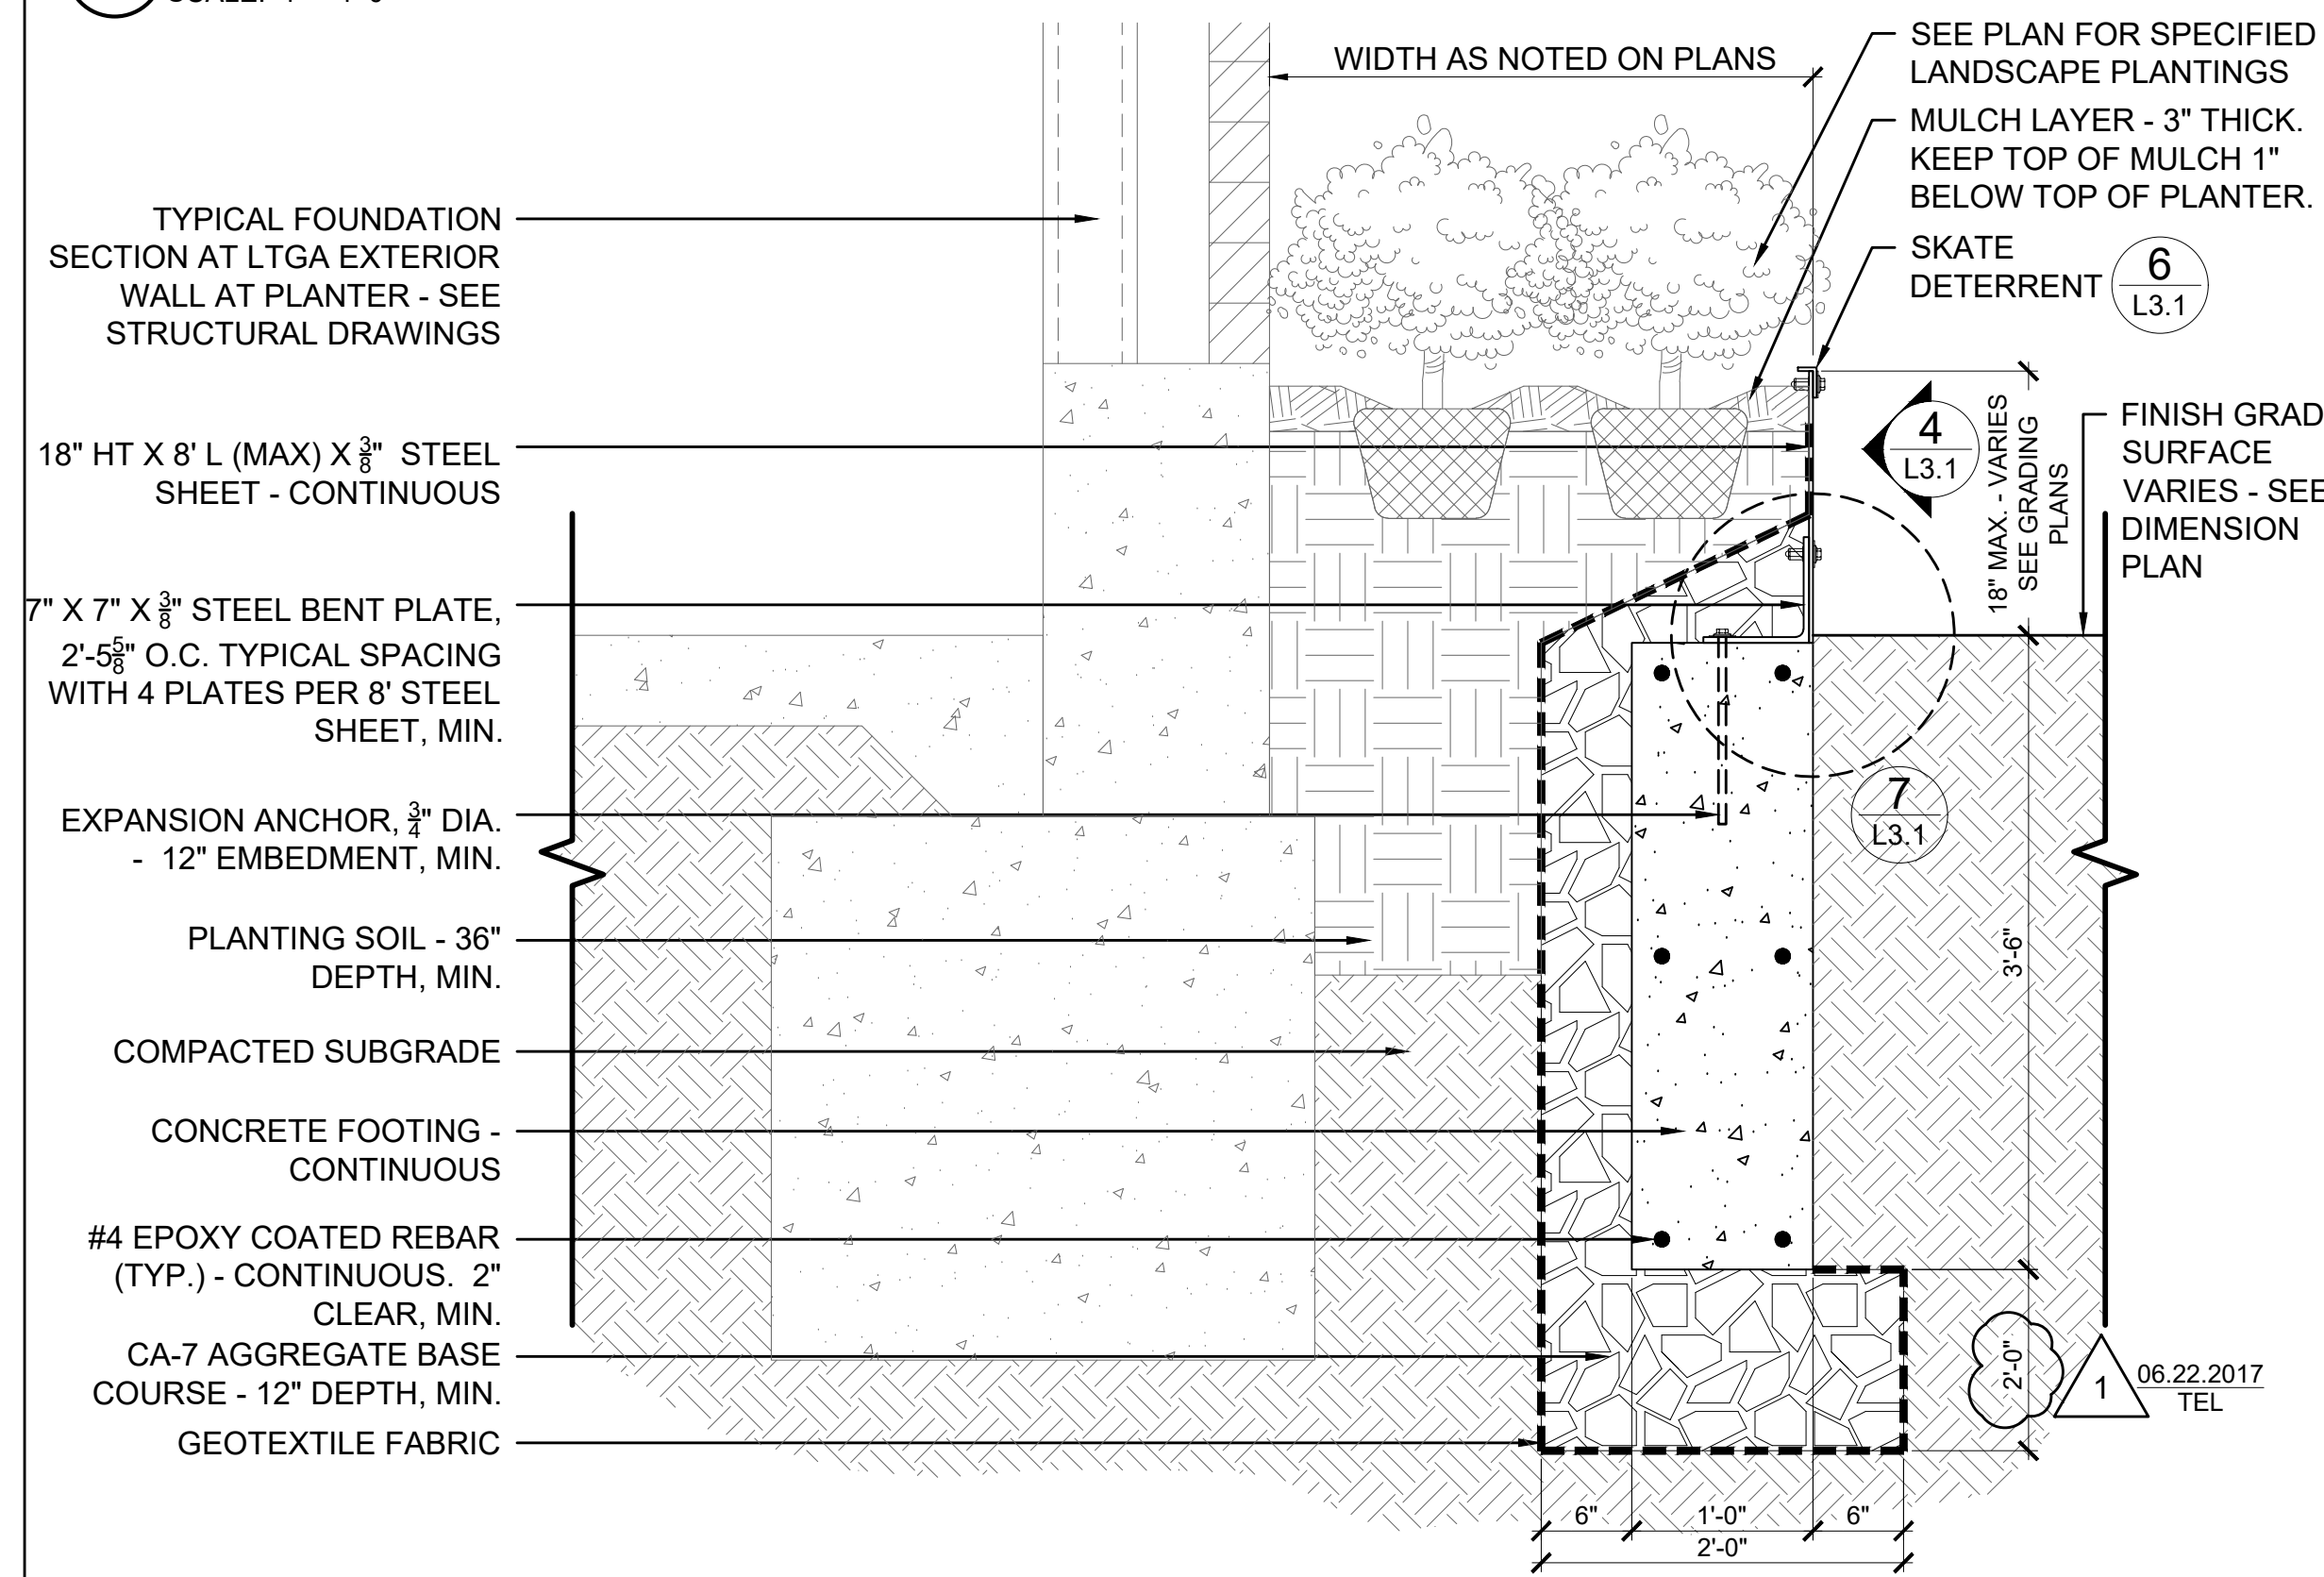 WIDTH AS NOTED ON PLANS
SEE PLAN FOR SPECIFIED
LANDSCAPE PLANTINGS
MULCH LAYER - 3" THICK.
KEEP TOP OF MULCH 1"
BELOW TOP OF PLANTER.
SKATE
DETERRENT
6
L3.1
TYPICAL FOUNDATION
SECTION AT LTGA EXTERIOR
WALL AT PLANTER - SEE
STRUCTURAL DRAWINGS
18" HT X 8' L (MAX) X 3/8" STEEL
SHEET - CONTINUOUS
7" X 7" X 3/8" STEEL BENT PLATE,
2'-5 5/8" O.C. TYPICAL SPACING
WITH 4 PLATES PER 8' STEEL
SHEET, MIN.
EXPANSION ANCHOR, 3/4" DIA.
- 12" EMBEDMENT, MIN.
PLANTING SOIL - 36"
DEPTH, MIN.
COMPACTED SUBGRADE
CONCRETE FOOTING -
CONTINUOUS
#4 EPOXY COATED REBAR
(TYP.) - CONTINUOUS. 2"
CLEAR, MIN.
CA-7 AGGREGATE BASE
COURSE - 12" DEPTH, MIN.
GEOTEXTILE FABRIC
4
L3.1
18" MAX. - VARIES
SEE GRADING
PLANS
FINISH GRAD
SURFACE
VARIES - SEE
DIMENSION
PLAN
7
L3.1
3'-6"
2'-0"
1
06.22.2017
TEL
6"
1'-0"
6"
2'-0"